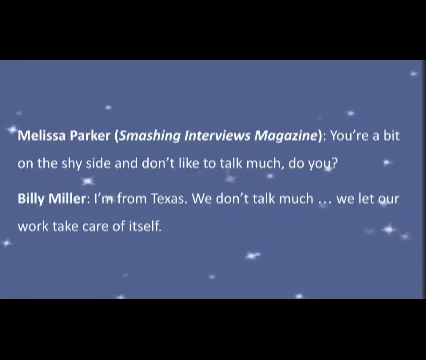 Melissa Parker (Smashing Interviews Magazine): You’re a bit
on the shy side and don’t like to talk much, do you?
Billy Miller: I’m from Texas. We don’t talk much … we let our
work take care of itself.